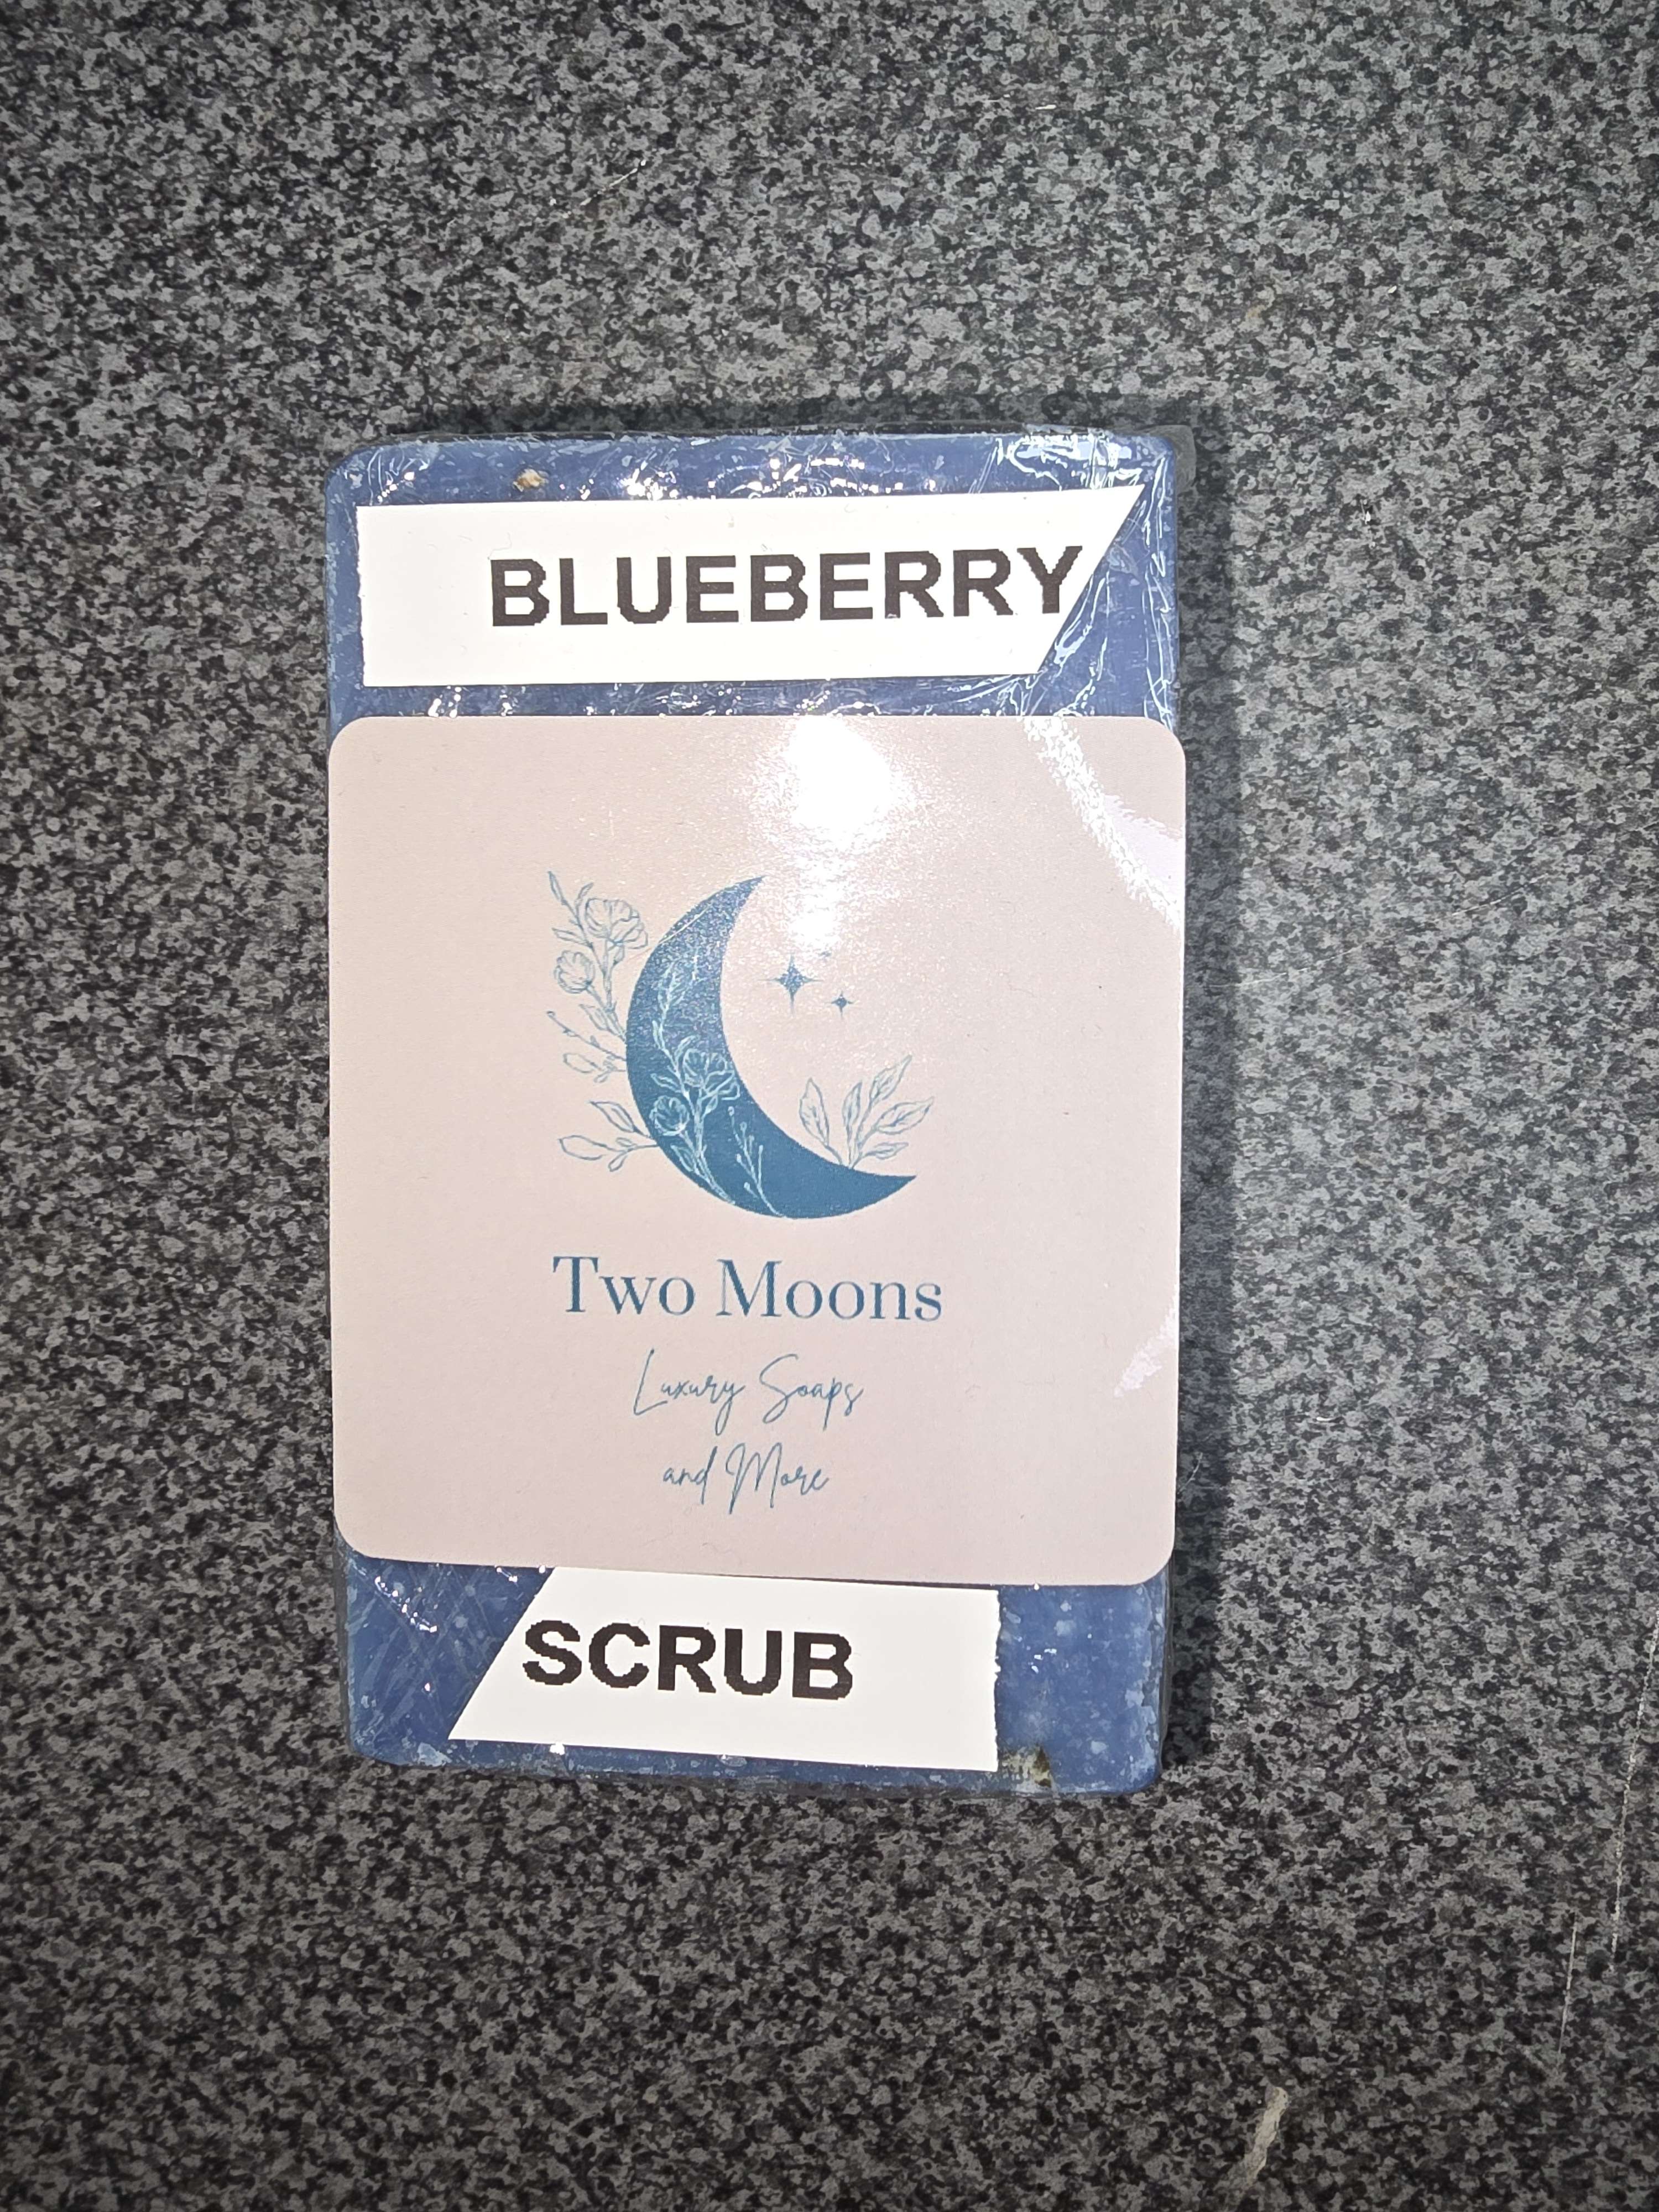 BLUEBERRY
Two Moons
Luxury Soaps
and More
SCRUB